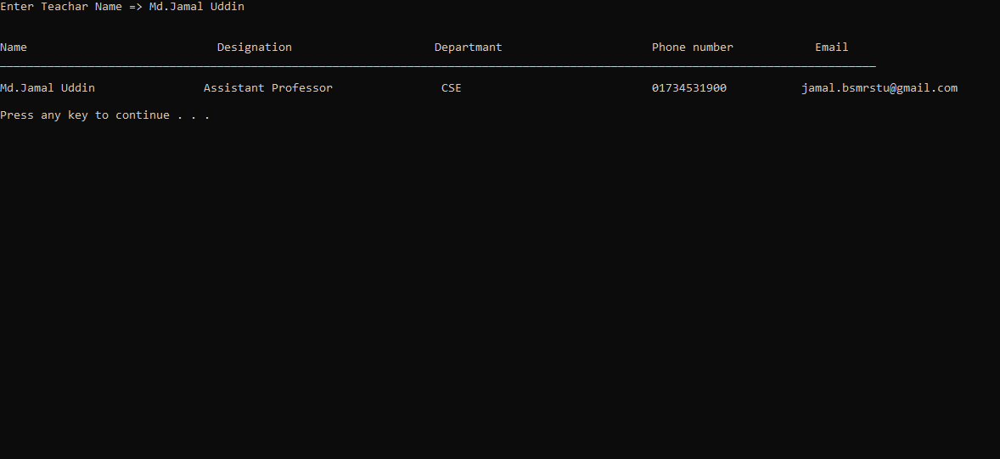 Enter Teachar Name => Md.Jamal Uddin
Name Designation Departmant Phone number Email
Md.Jamal Uddin Assistant Professor CSE 01734531900 jamal.bsmrstu@gmail.com
Press any key to continue . . .